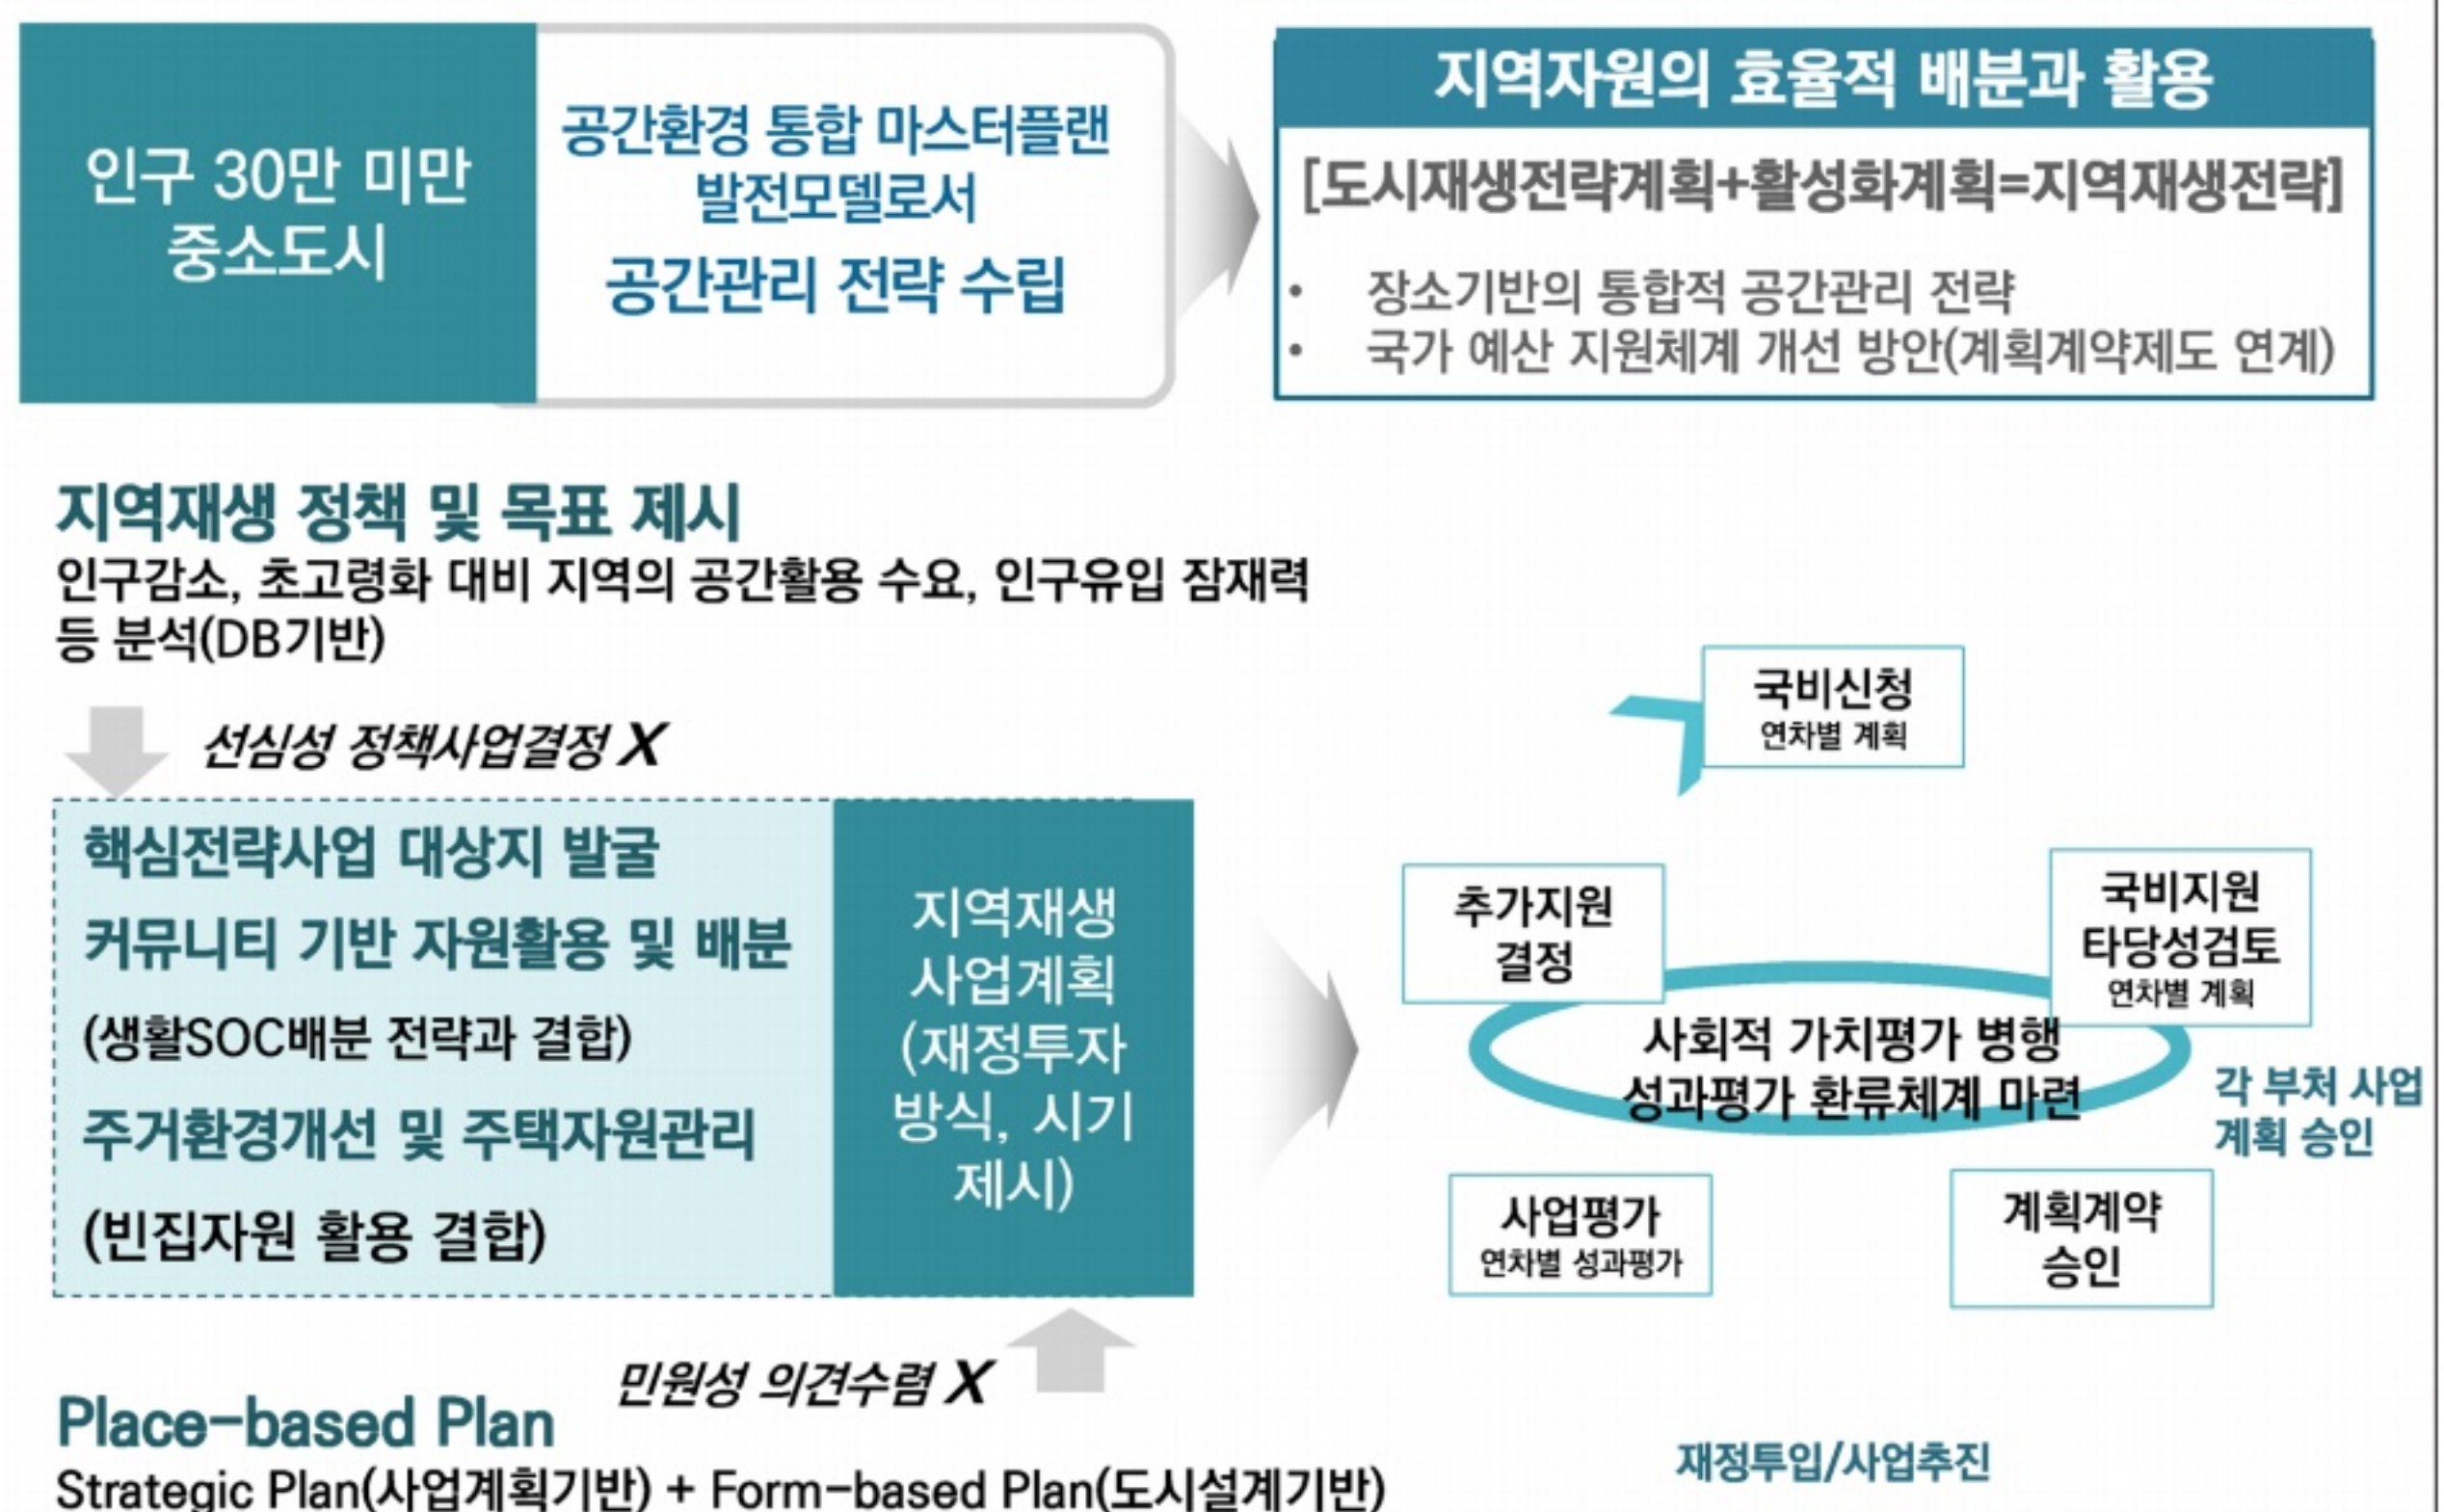 인구 30만 미만
중소도시
공간환경 통합 마스터플랜
발전모델로서
공간관리 전략 수립
지역자원의 효율적 배분과 활용
[도시재생전략계획+활성화계획=지역재생전략]
• 장소기반의 통합적 공간관리 전략
• 국가 예산 지원체계 개선 방안(계획계약제도 연계)
지역재생 정책 및 목표 제시
인구감소, 초고령화 대비 지역의 공간활용 수요, 인구유입 잠재력
등 분석(DB기반)
선심성 정책사업결정 X
핵심전략사업 대상지 발굴
커뮤니티 기반 자원활용 및 배분
(생활SOC배분 전략과 결합)
주거환경개선 및 주택자원관리
(빈집자원 활용 결합)
지역재생
사업계획
(재정투자
방식, 시기
제시)
민원성 의견수렴 X
Place-based Plan
Strategic Plan(사업계획기반) + Form-based Plan(도시설계기반)
국비신청
연차별 계획
추가지원
결정
국비지원
타당성검토
연차별 계획
사회적 가치평가 병행
성과평가 환류체계 마련
각 부처 사업
계획 승인
사업평가
연차별 성과평가
계획계약
승인
재정투입/사업추진